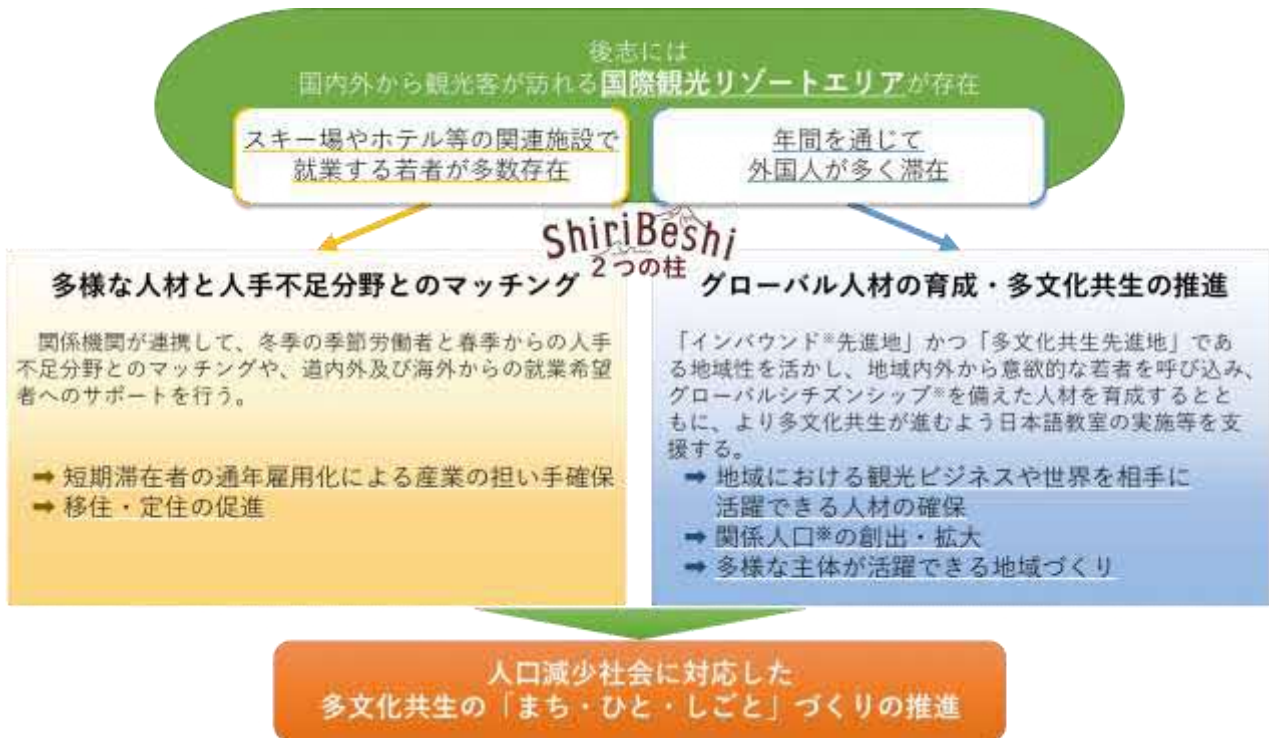 後志には
国内外から観光客が訪れる国際観光リゾートエリアが存在
スキー場やホテル等の関連施設で
就業する若者が多数存在
年間を通じて
外国人が多く滞在
ShiriBeshi
2つの柱
多様な人材と人手不足分野とのマッチング
関係機関が連携して、冬季の季節労働者と春季からの人手
不足分野とのマッチングや、道内外及び海外からの就業希望
者へのサポートを行う。
➡ 短期滞在者の通年雇用化による産業の担い手確保
➡ 移住・定住の促進
グローバル人材の育成・多文化共生の推進
「インバウンド※先進地」かつ「多文化共生先進地」であ
る地域性を活かし、地域内外から意欲的な若者を呼び込み、
グローバルシチズンシップ※を備えた人材を育成するとと
もに、より多文化共生が進むよう日本語教室の実施等を支
援する。
➡ 地域における観光ビジネスや世界を相手に
活躍できる人材の確保
➡ 関係人口※の創出・拡大
➡ 多様な主体が活躍できる地域づくり
人口減少社会に対応した
多文化共生の「まち・ひと・しごと」づくりの推進